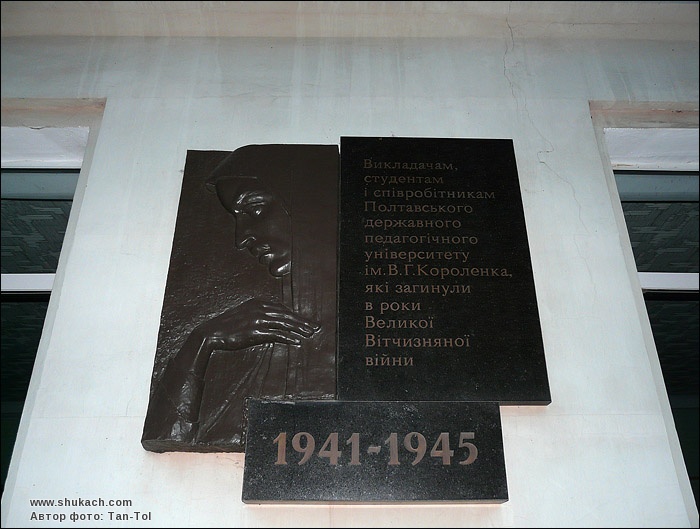 Викладачам,
студентам
і співробітникам
Полтавського
державного
педагогічного
університету
ім.В.Г.Короленка,
які загинули
в роки
Великої
Вітчизняної
війни
1941-1945
www.shukach.com
Автор фото: Tan-Tol